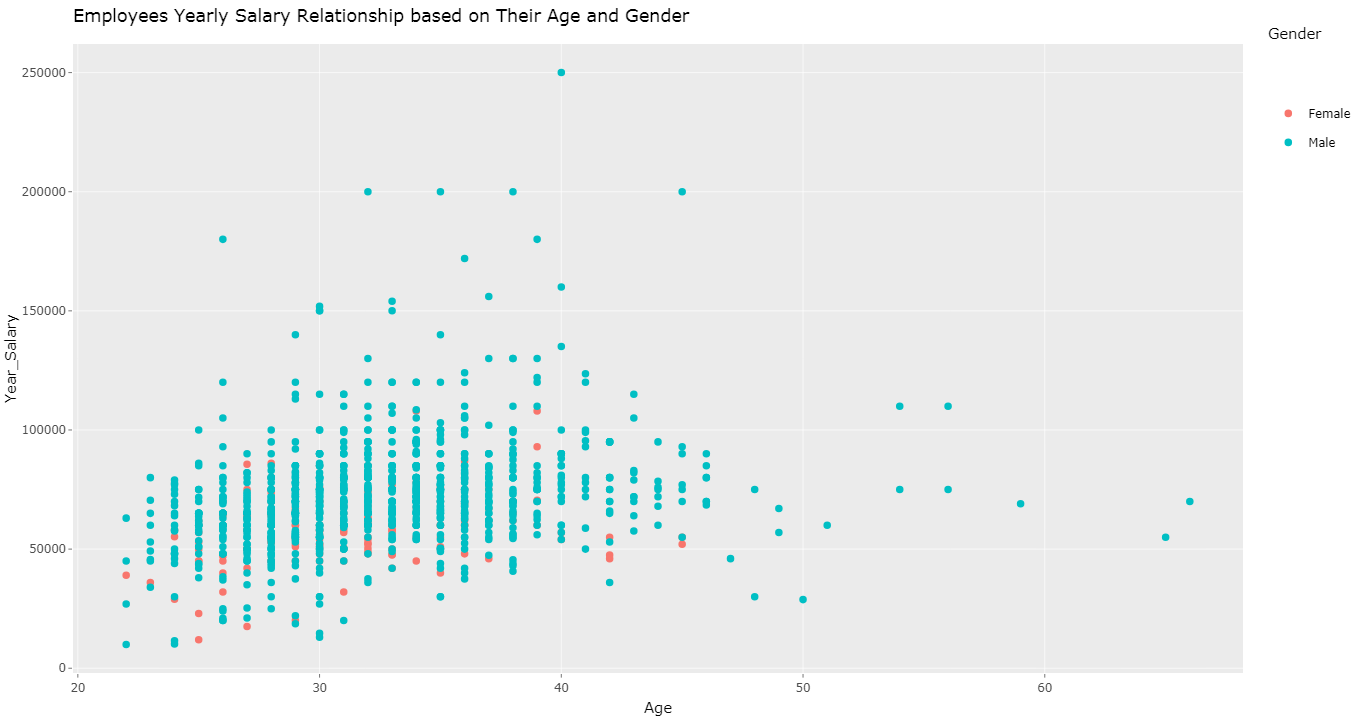 Employees Yearly Salary Relationship based on Their Age and Gender
Gender
Female
Male
Year_Salary
250000
200000
150000
100000
50000
0
20 30 40 50 60
Age